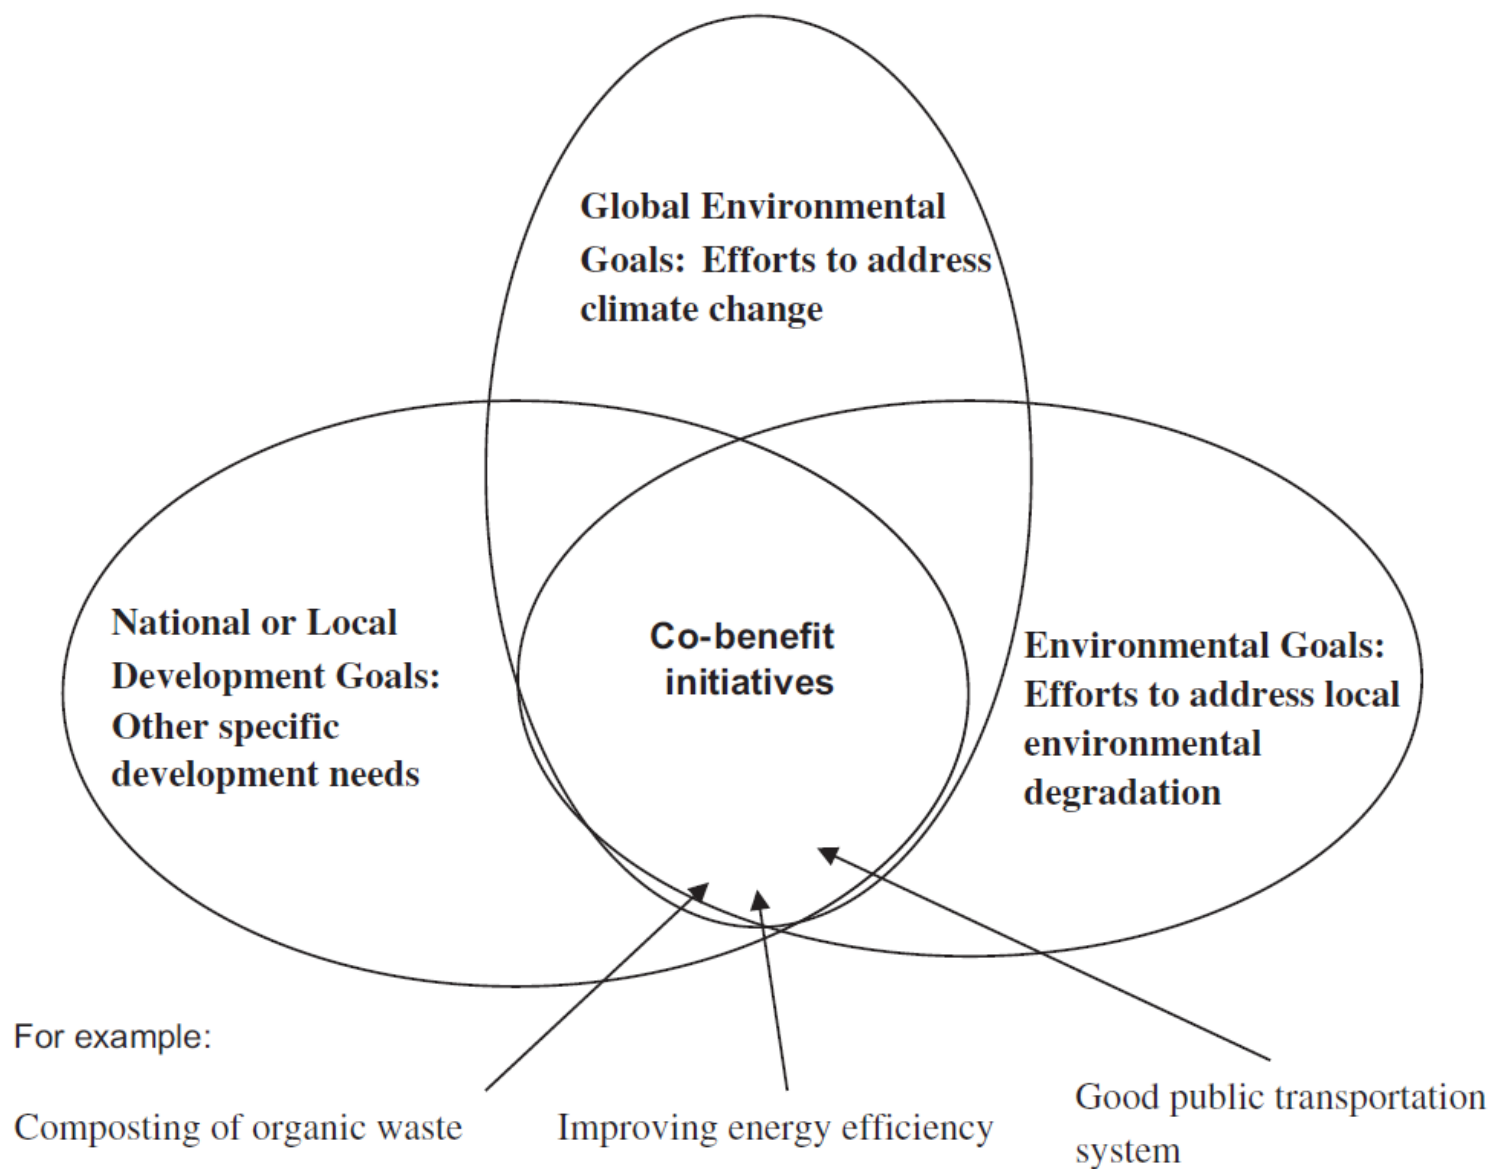 Global Environmental
Goals: Efforts to address
climate change
National or Local
Development Goals:
Other specific
development needs
Co-benefit
initiatives
Environmental Goals:
Efforts to address local
environmental
degradation
For example:
Composting of organic waste
Improving energy efficiency
Good public transportation
system